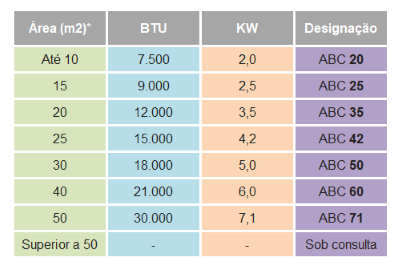 Área (m2)* BTU KW Designação
Até 10 7.500 2,0 ABC 20
15 9.000 2,5 ABC 25
20 12.000 3,5 ABC 35
25 15.000 4,2 ABC 42
30 18.000 5,0 ABC 50
40 21.000 6,0 ABC 60
50 30.000 7,1 ABC 71
Superior a 50 - - Sob consulta